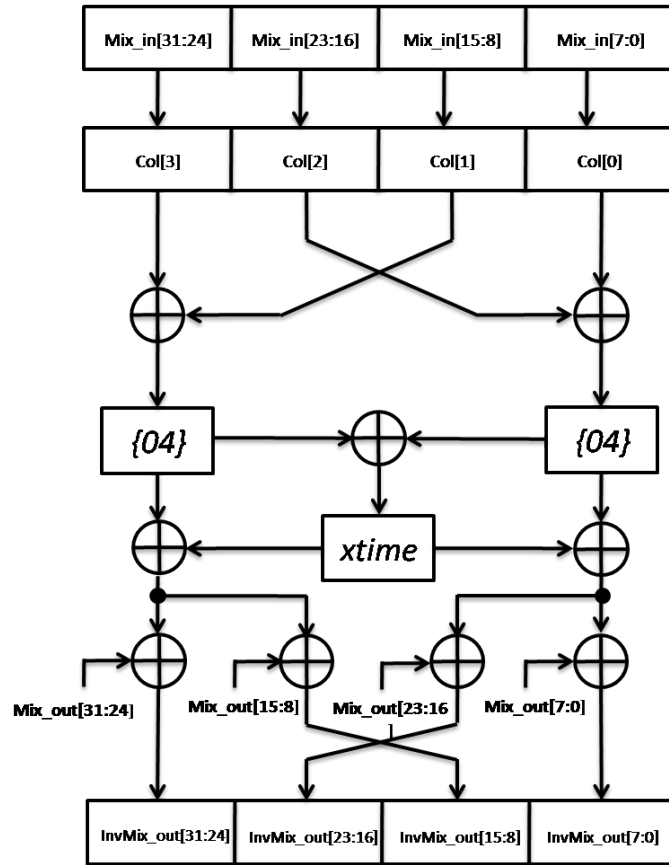 Mix_in[31:24] Mix_in[23:16] Mix_in[15:8] Mix_in[7:0]
Col[3] Col[2] Col[1] Col[0]
{04} {04}
xtime
Mix_out[31:24] Mix_out[15:8] Mix_out[23:16 Mix_out[7:0]
]
InvMix_out[31:24] InvMix_out[23:16] InvMix_out[15:8] InvMix_out[7:0]